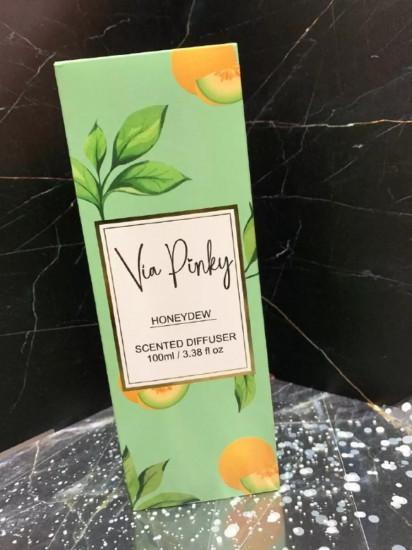 Via Pinky
HONEYDEW
SCENTED DIFFUSER
100ml / 3.38 fl oz